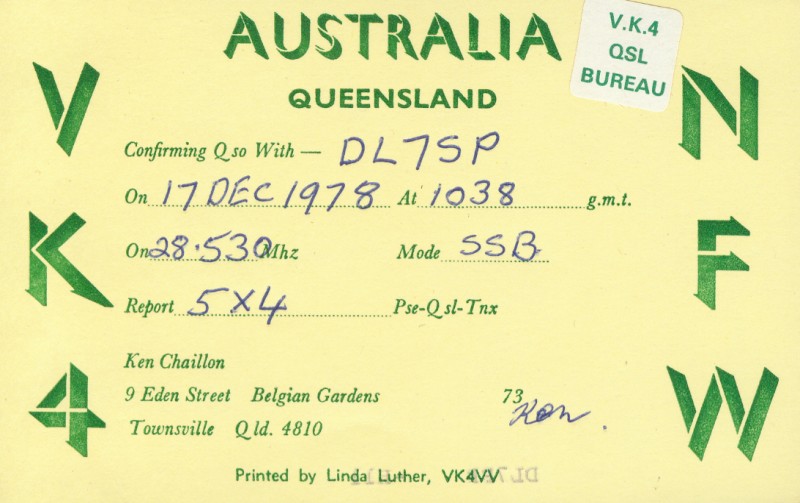 AUSTRALIA
V.K.4
QSL
BUREAU
QUEENSLAND
V
K
4
N
F
W
Confirming Qso With — DL7SP
On 17 DEC 1978 At 1038 g.m.t.
On 28.530 Mhz Mode SSB
Report 5X4 Pse-Qsl-Tnx
Ken Chaillon
9 Eden Street Belgian Gardens 73
Townsville Qld. 4810 Ken.
Printed by Linda Luther, VK4VV